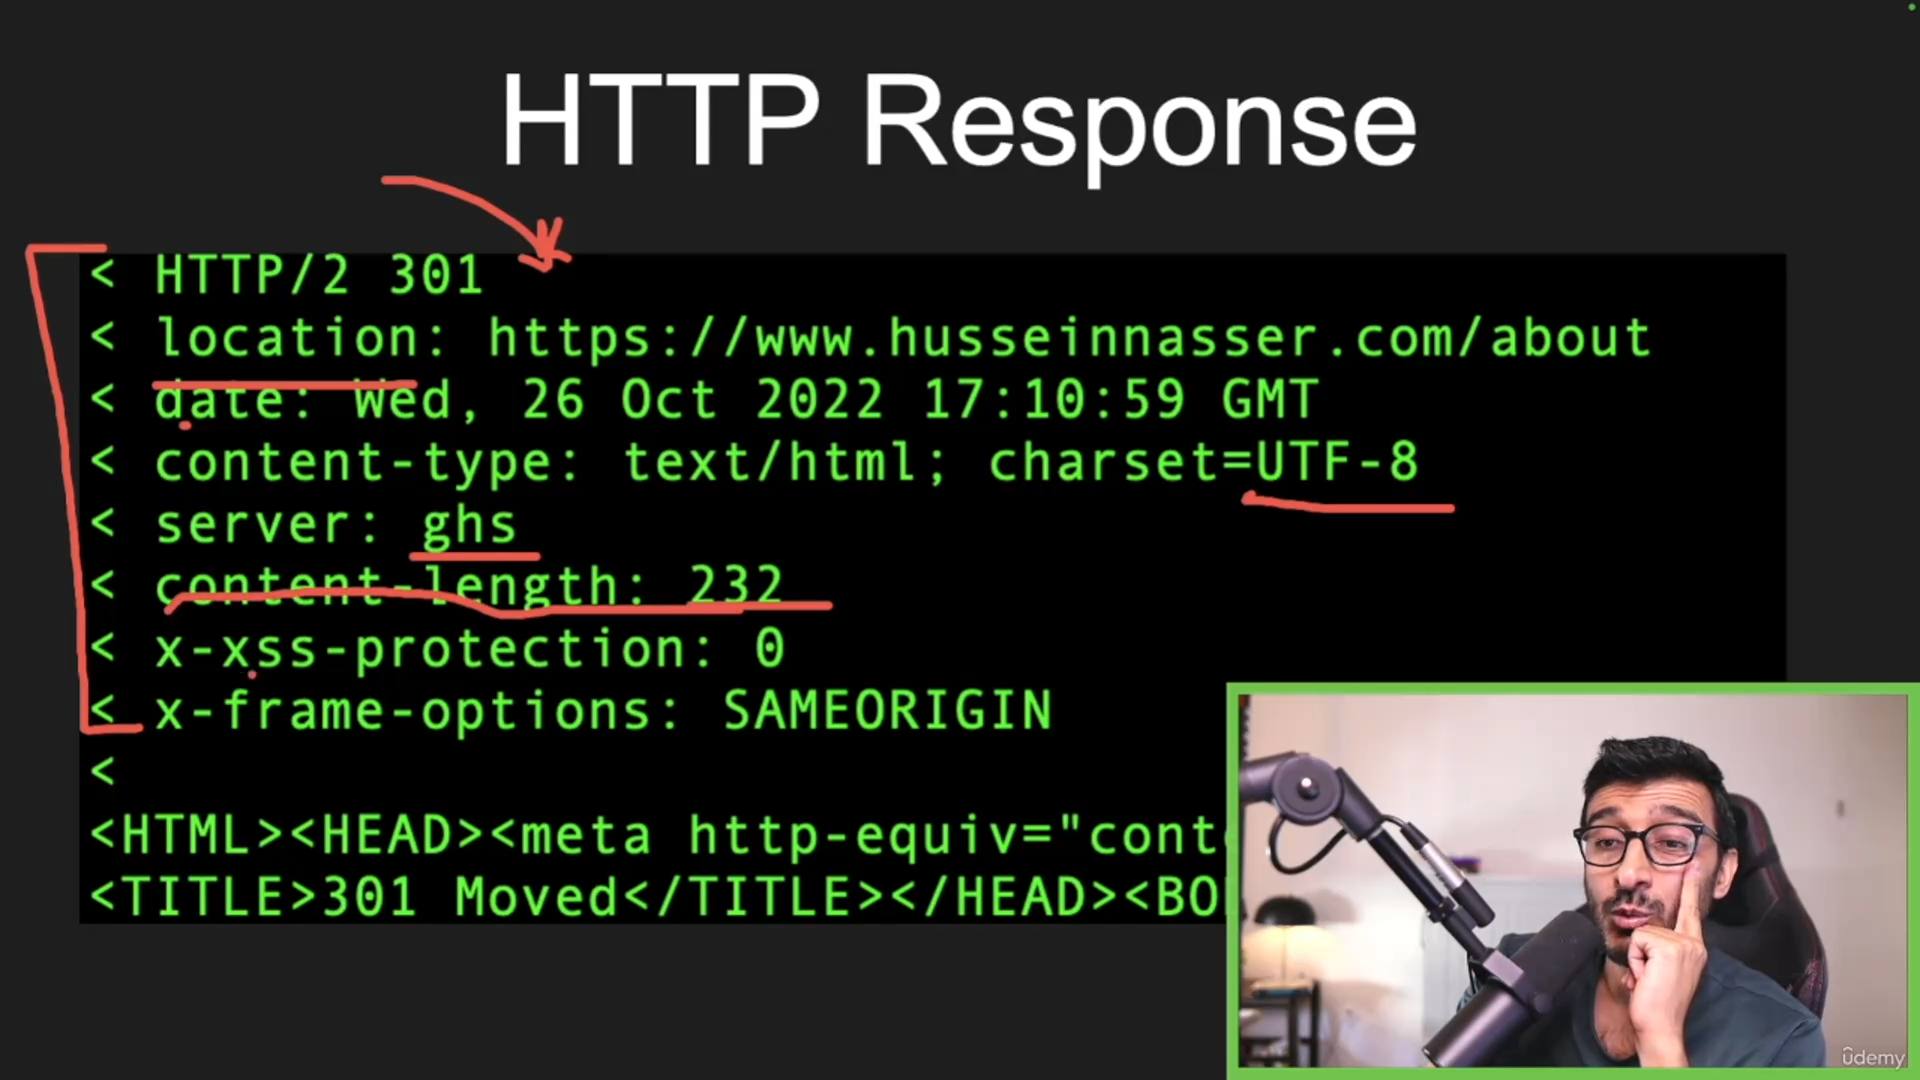 HTTP Response
< HTTP/2 301
< location: https://www.husseinnasser.com/about
< date: Wed, 26 Oct 2022 17:10:59 GMT
< content-type: text/html; charset=UTF-8
< server: ghs
< content-length: 232
< x-xss-protection: 0
< x-frame-options: SAMEORIGIN
<
<HTML><HEAD><meta http-equiv="cont
<TITLE>301 Moved</TITLE></HEAD><BO
udemy